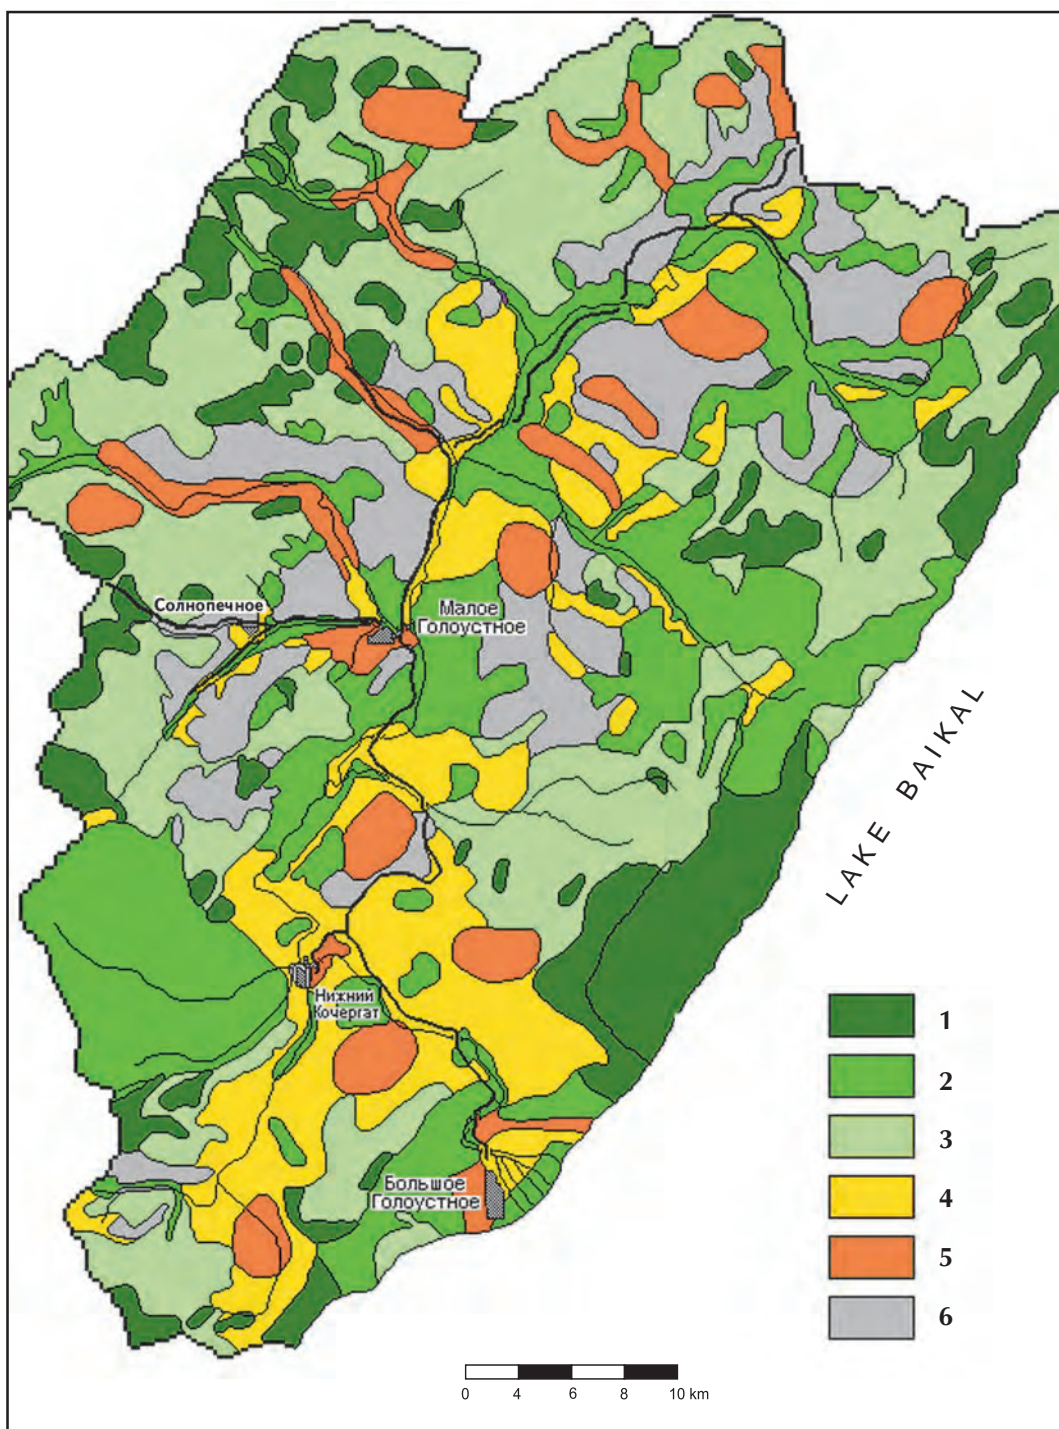 Солнопечное
Малое
Голоустное
LAKE BAIKAL
Нижний
Кочергат
Большое
Голоустное
1
2
3
4
5
6
0 4 6 8 10 km